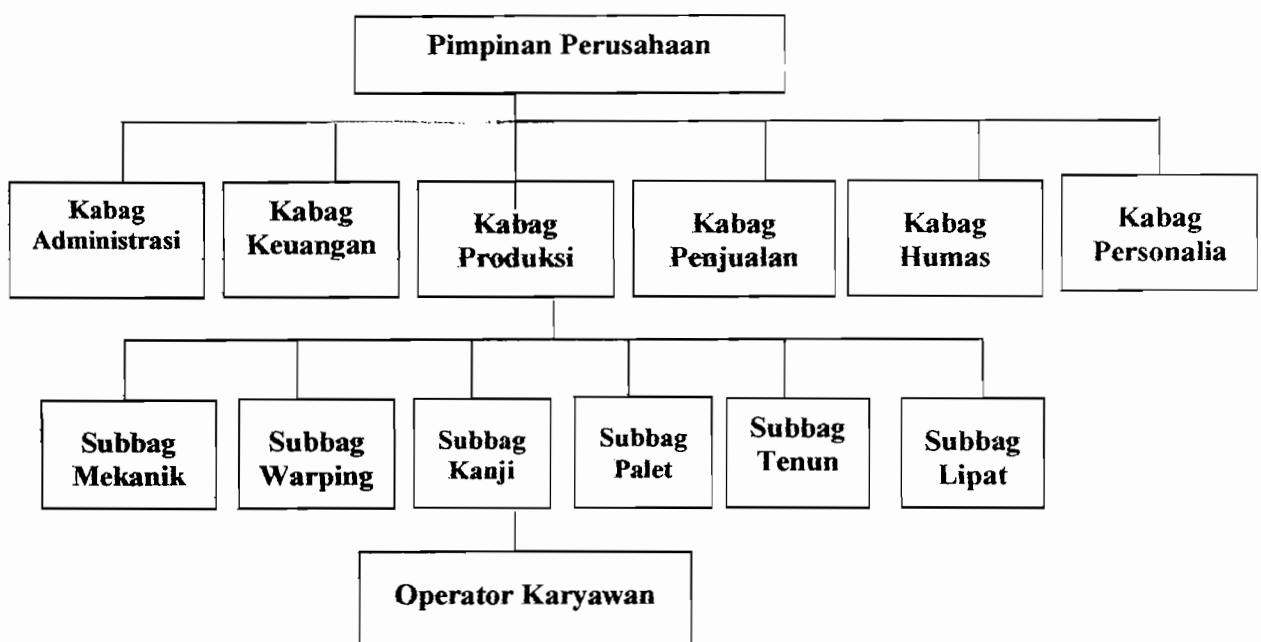 Pimpinan Perusahaan
Kabag
Administrasi
Kabag
Keuangan
Kabag
Produksi
Kabag
Penjualan
Kabag
Humas
Kabag
Personalia
Subbag
Mekanik
Subbag
Warping
Subbag
Kanji
Subbag
Palet
Subbag
Tenun
Subbag
Lipat
Operator Karyawan